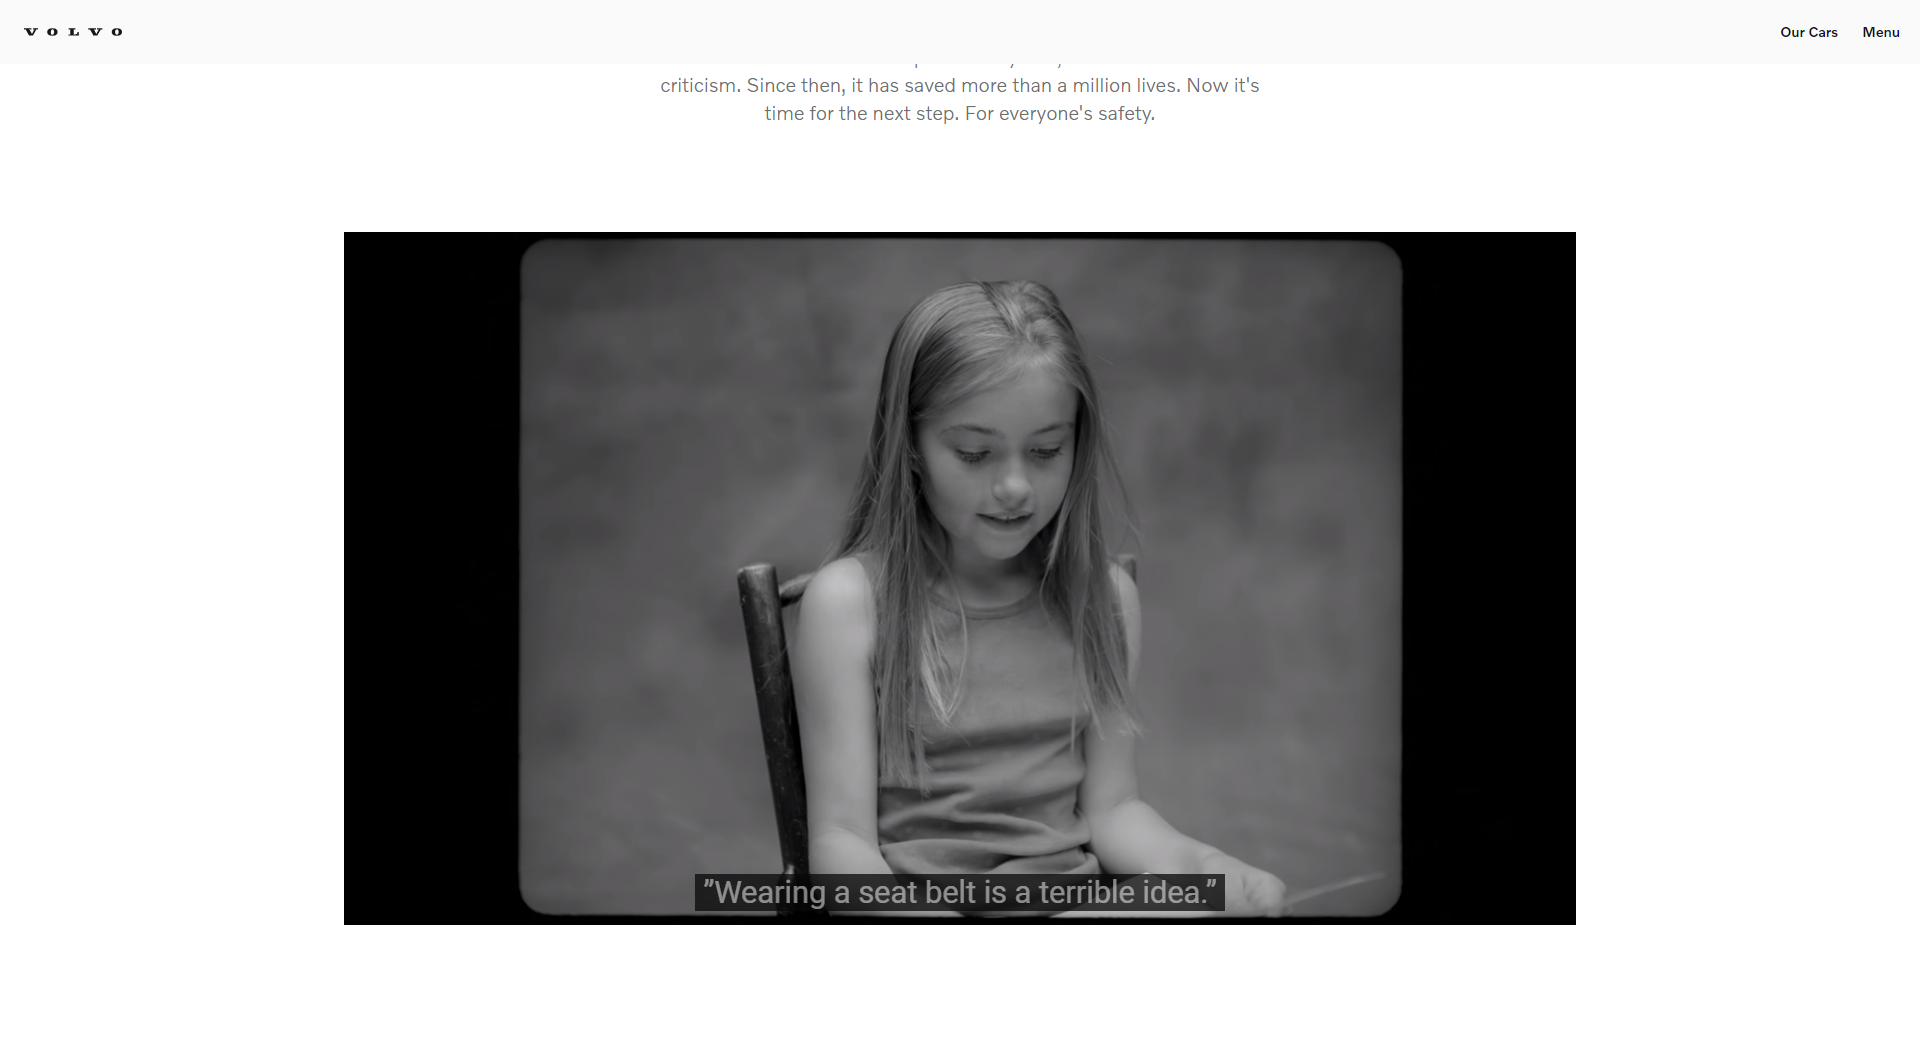 VOLVO
Our Cars
Menu
criticism. Since then, it has saved more than a million lives. Now it's
time for the next step. For everyone's safety.
"Wearing a seat belt is a terrible idea."